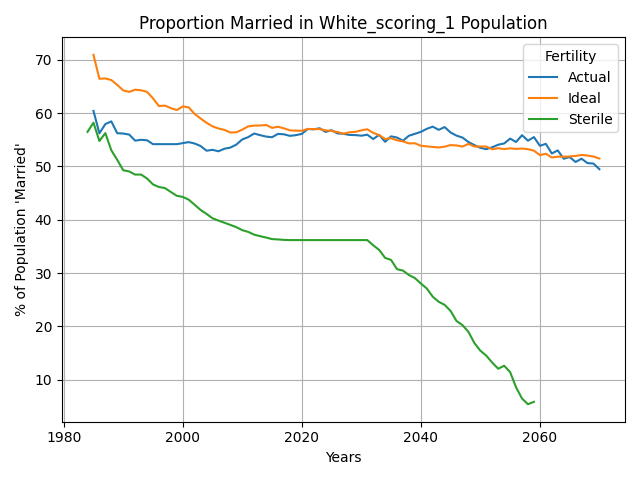 Proportion Married in White_scoring_1 Population
% of Population 'Married'
70
60
50
40
30
20
10
Fertility
Actual
Ideal
Sterile
1980
2000
2020
2040
2060
Years